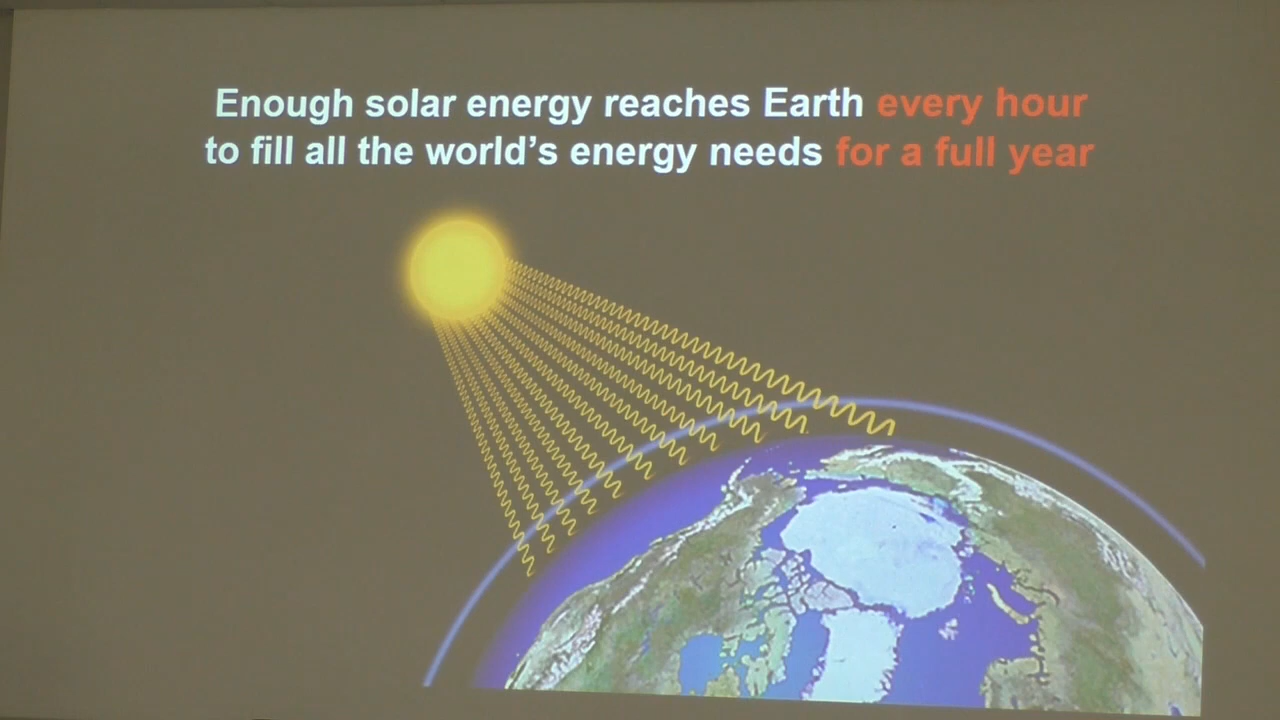 Enough solar energy reaches Earth every hour
to fill all the world’s energy needs for a full year